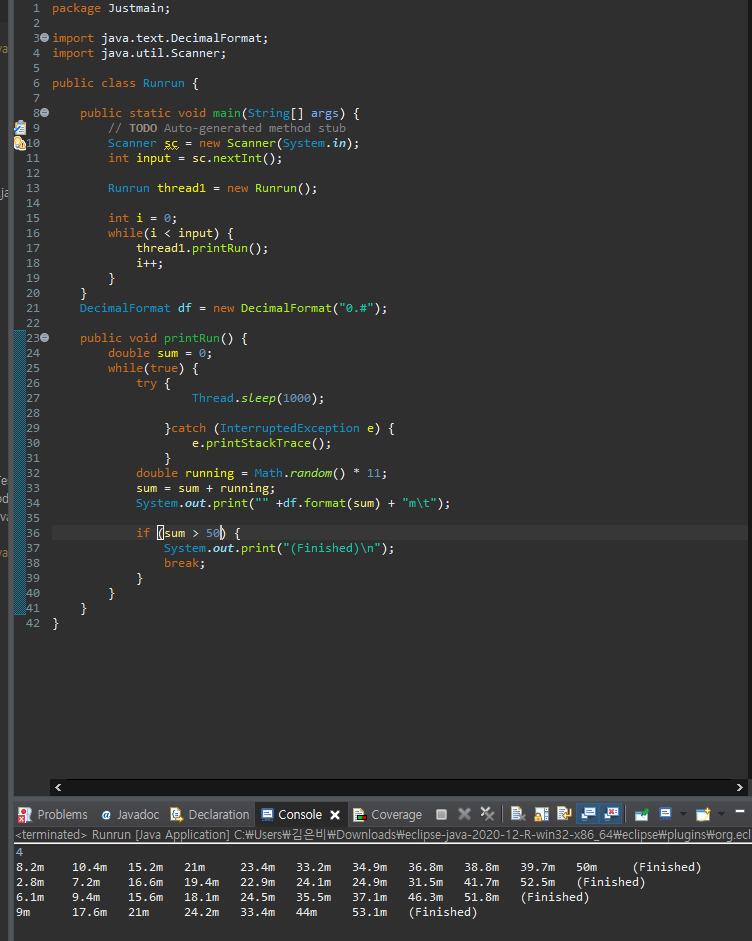 1 package Justmain;
2
3 import java.text.DecimalFormat;
4 import java.util.Scanner;
5
6 public class Runrun {
7
8     public static void main(String[] args) {
9         // TODO Auto-generated method stub
10         Scanner sc = new Scanner(System.in);
11         int input = sc.nextInt();
12
13         Runrun thread1 = new Runrun();
14
15         int i = 0;
16         while(i < input) {
17             thread1.printRun();
18             i++;
19         }
20     }
21     DecimalFormat df = new DecimalFormat("0.#");
22
23     public void printRun() {
24         double sum = 0;
25         while(true) {
26             try {
27                     Thread.sleep(1000);
28
29                 }catch (InterruptedException e) {
30                     e.printStackTrace();
31                 }
32             double running = Math.random() * 11;
33             sum = sum + running;
34             System.out.print("" +df.format(sum) + "m\t");
35
36             if (sum > 50) {
37                 System.out.print("(Finished)\n");
38                 break;
39             }
40         }
41     }
42 }
Problems @ Javadoc Declaration Console Coverage
<terminated> Runrun [Java Application] C:₩Users₩김은비₩Downloads₩eclipse-java-2020-12-R-win32-x86_64₩eclipse₩plugins₩org.ecl
4
8.2m 10.4m 15.2m 21m 23.4m 33.2m 34.9m 36.8m 38.8m 39.7m 50m (Finished)
2.8m 7.2m 16.6m 19.4m 22.9m 24.1m 24.9m 31.5m 41.7m 52.5m (Finished)
6.1m 9.4m 15.6m 18.1m 24.5m 35.5m 37.1m 46.3m 51.8m (Finished)
9m 17.6m 21m 24.2m 33.4m 44m 53.1m (Finished)